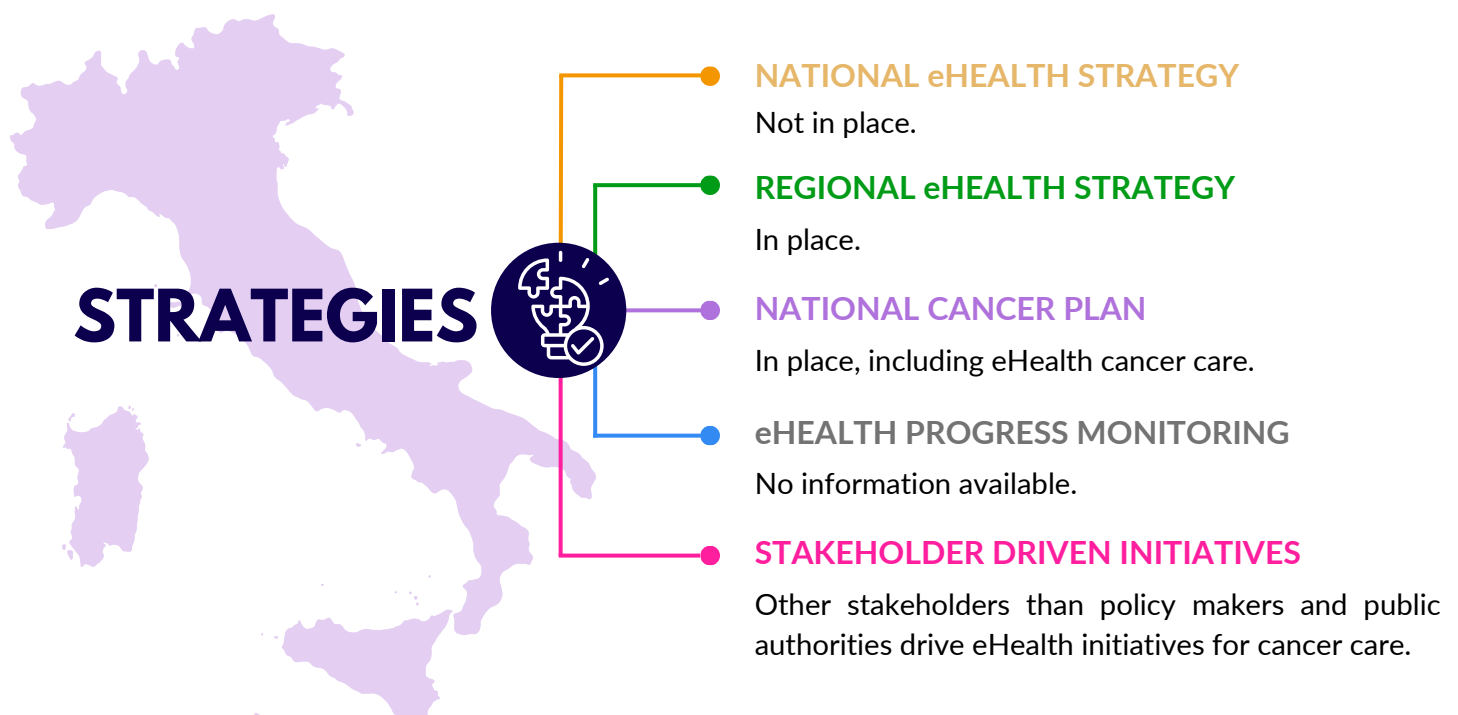 STRATEGIES
NATIONAL eHEALTH STRATEGY
Not in place.
REGIONAL eHEALTH STRATEGY
In place.
NATIONAL CANCER PLAN
In place, including eHealth cancer care.
eHEALTH PROGRESS MONITORING
No information available.
STAKEHOLDER DRIVEN INITIATIVES
Other stakeholders than policy makers and public
authorities drive eHealth initiatives for cancer care.